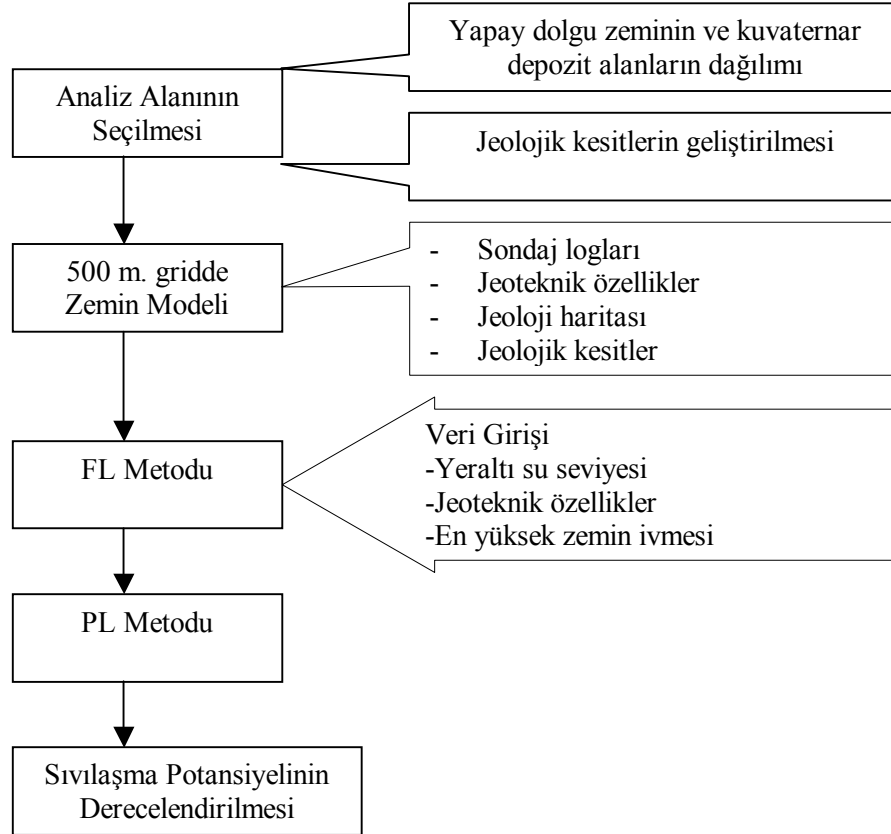 Yapay dolgu zeminin ve kuvaternar
depozit alanların dağılımı
Analiz Alanının
Seçilmesi
Jeolojik kesitlerin geliştirilmesi
500 m. gridde
Zemin Modeli
- Sondaj logları
- Jeoteknik özellikler
- Jeoloji haritası
- Jeolojik kesitler
FL Metodu
Veri Girişi
-Yeraltı su seviyesi
-Jeoteknik özellikler
-En yüksek zemin ivmesi
PL Metodu
Sıvılaşma Potansiyelinin
Derecelendirilmesi